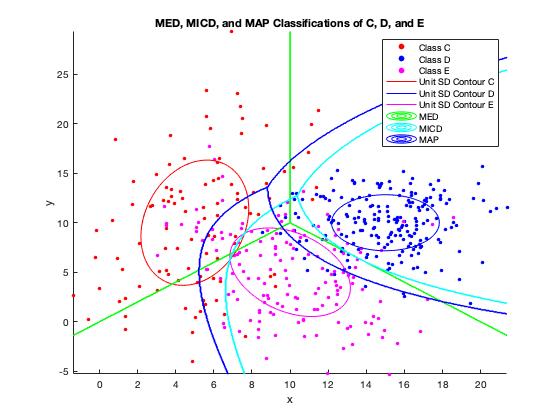 MED, MICD, and MAP Classifications of C, D, and E
Class C
Class D
Class E
Unit SD Contour C
Unit SD Contour D
Unit SD Contour E
MED
MICD
MAP
25
20
15
10
5
0
-5
y
0 2 4 6 8 10 12 14 16 18 20
x